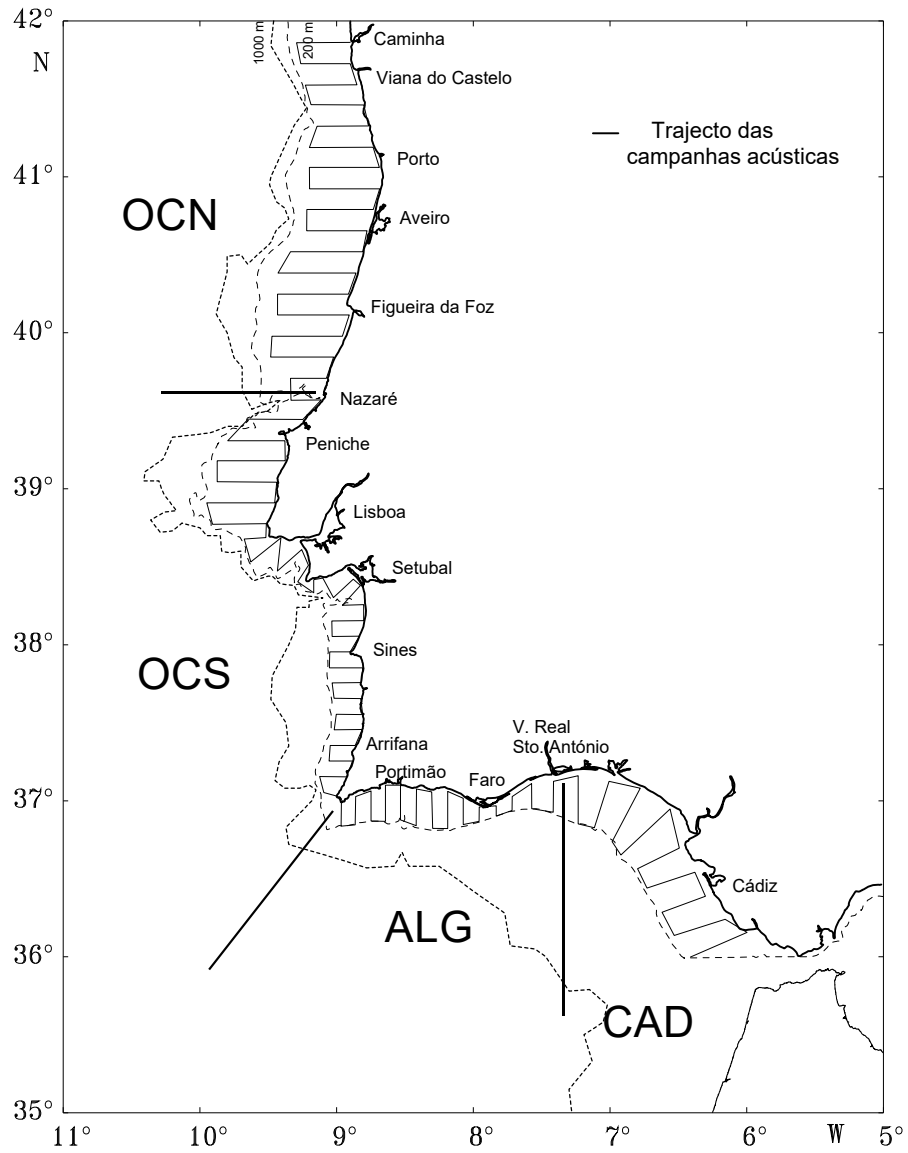 42°
N
1000 m
200 m
Caminha
Viana do Castelo
Trajecto das
campanhas acústicas
41°
Porto
OCN
Aveiro
Figueira da Foz
40°
Nazaré
Peniche
39°
Lisboa
Setubal
38°
OCS
Sines
Arrifana
Portimão
Faro
V. Real
Sto. António
37°
Cádiz
ALG
36°
CAD
35°
11°
10°
9°
8°
7°
6°
W
5°